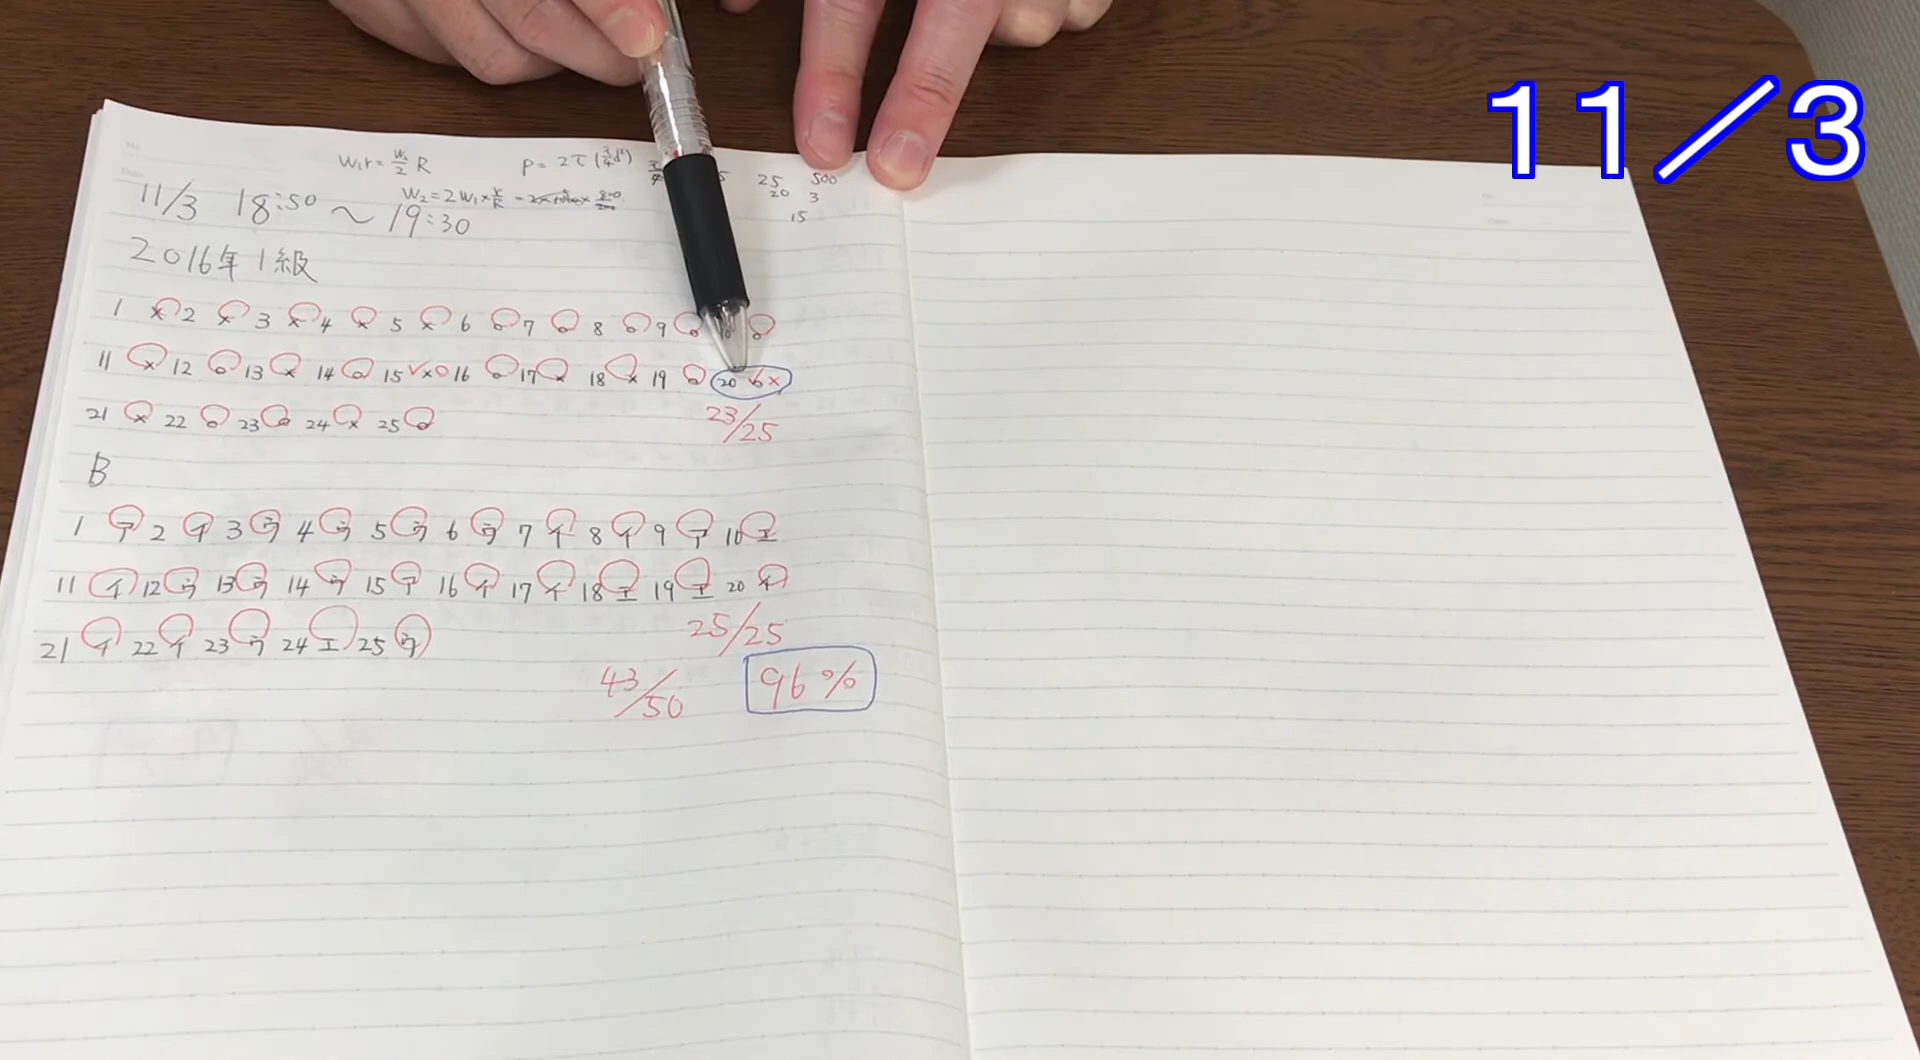 11/3
W₁r = W₂/2 R P = 2τ(3/4 d²) 25 500
W₂ = 2W₁ × r/R 20 3
15
11/3 18:50 〜 19:30
2016年 1級
1 × 2 × 3 × 4 × 5 × 6 ○ 7 ○ 8 ○ 9 ○ ○
11 × 12 ○ 13 × 14 ○ 15 ✓×○ 16 ○ 17 × 18 × 19 ○ 20 ×
21 × 22 ○ 23 ○ 24 × 25 ○
23/25
B
1 ア 2 イ 3 ウ 4 ウ 5 ウ 6 ウ 7 イ 8 イ 9 ア 10 エ
11 イ 12 ウ 13 ウ 14 ウ 15 ア 16 イ 17 イ 18 エ 19 エ 20 イ
21 イ 22 イ 23 ウ 24 エ 25 ウ
25/25
43/50 96%